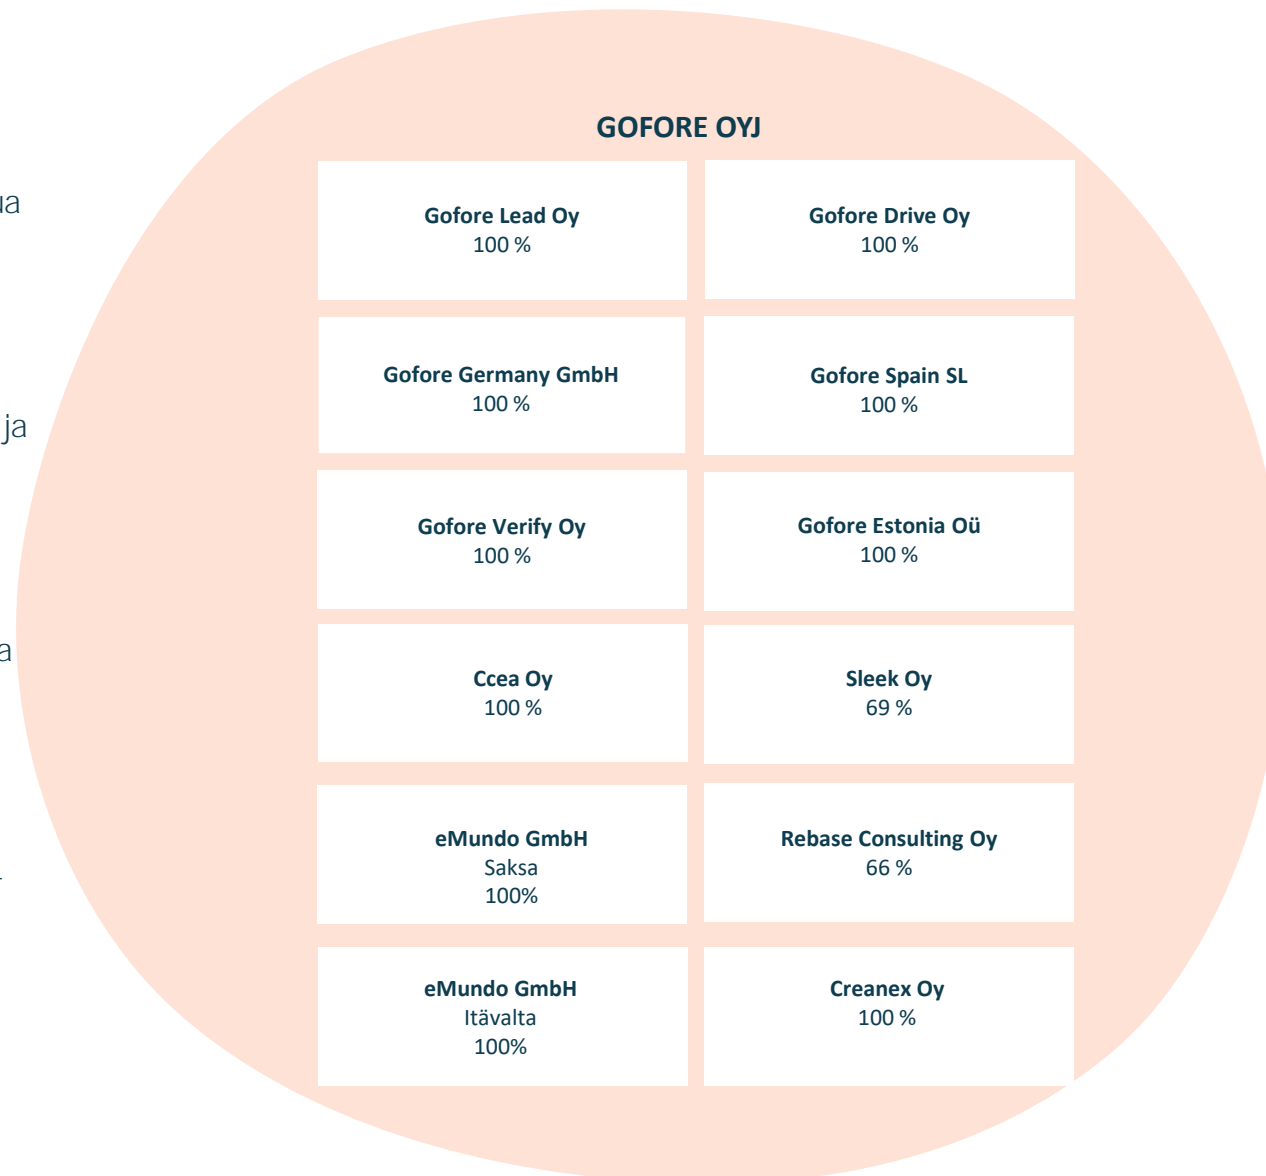 GOFORE OYJ
Gofore Lead Oy
100 %
Gofore Drive Oy
100 %
Gofore Germany GmbH
100 %
Gofore Spain SL
100 %
Gofore Verify Oy
100 %
Gofore Estonia Oü
100 %
Ccea Oy
100 %
Sleek Oy
69 %
eMundo GmbH
Saksa
100%
Rebase Consulting Oy
66 %
eMundo GmbH
Itävalta
100%
Creanex Oy
100 %
ja